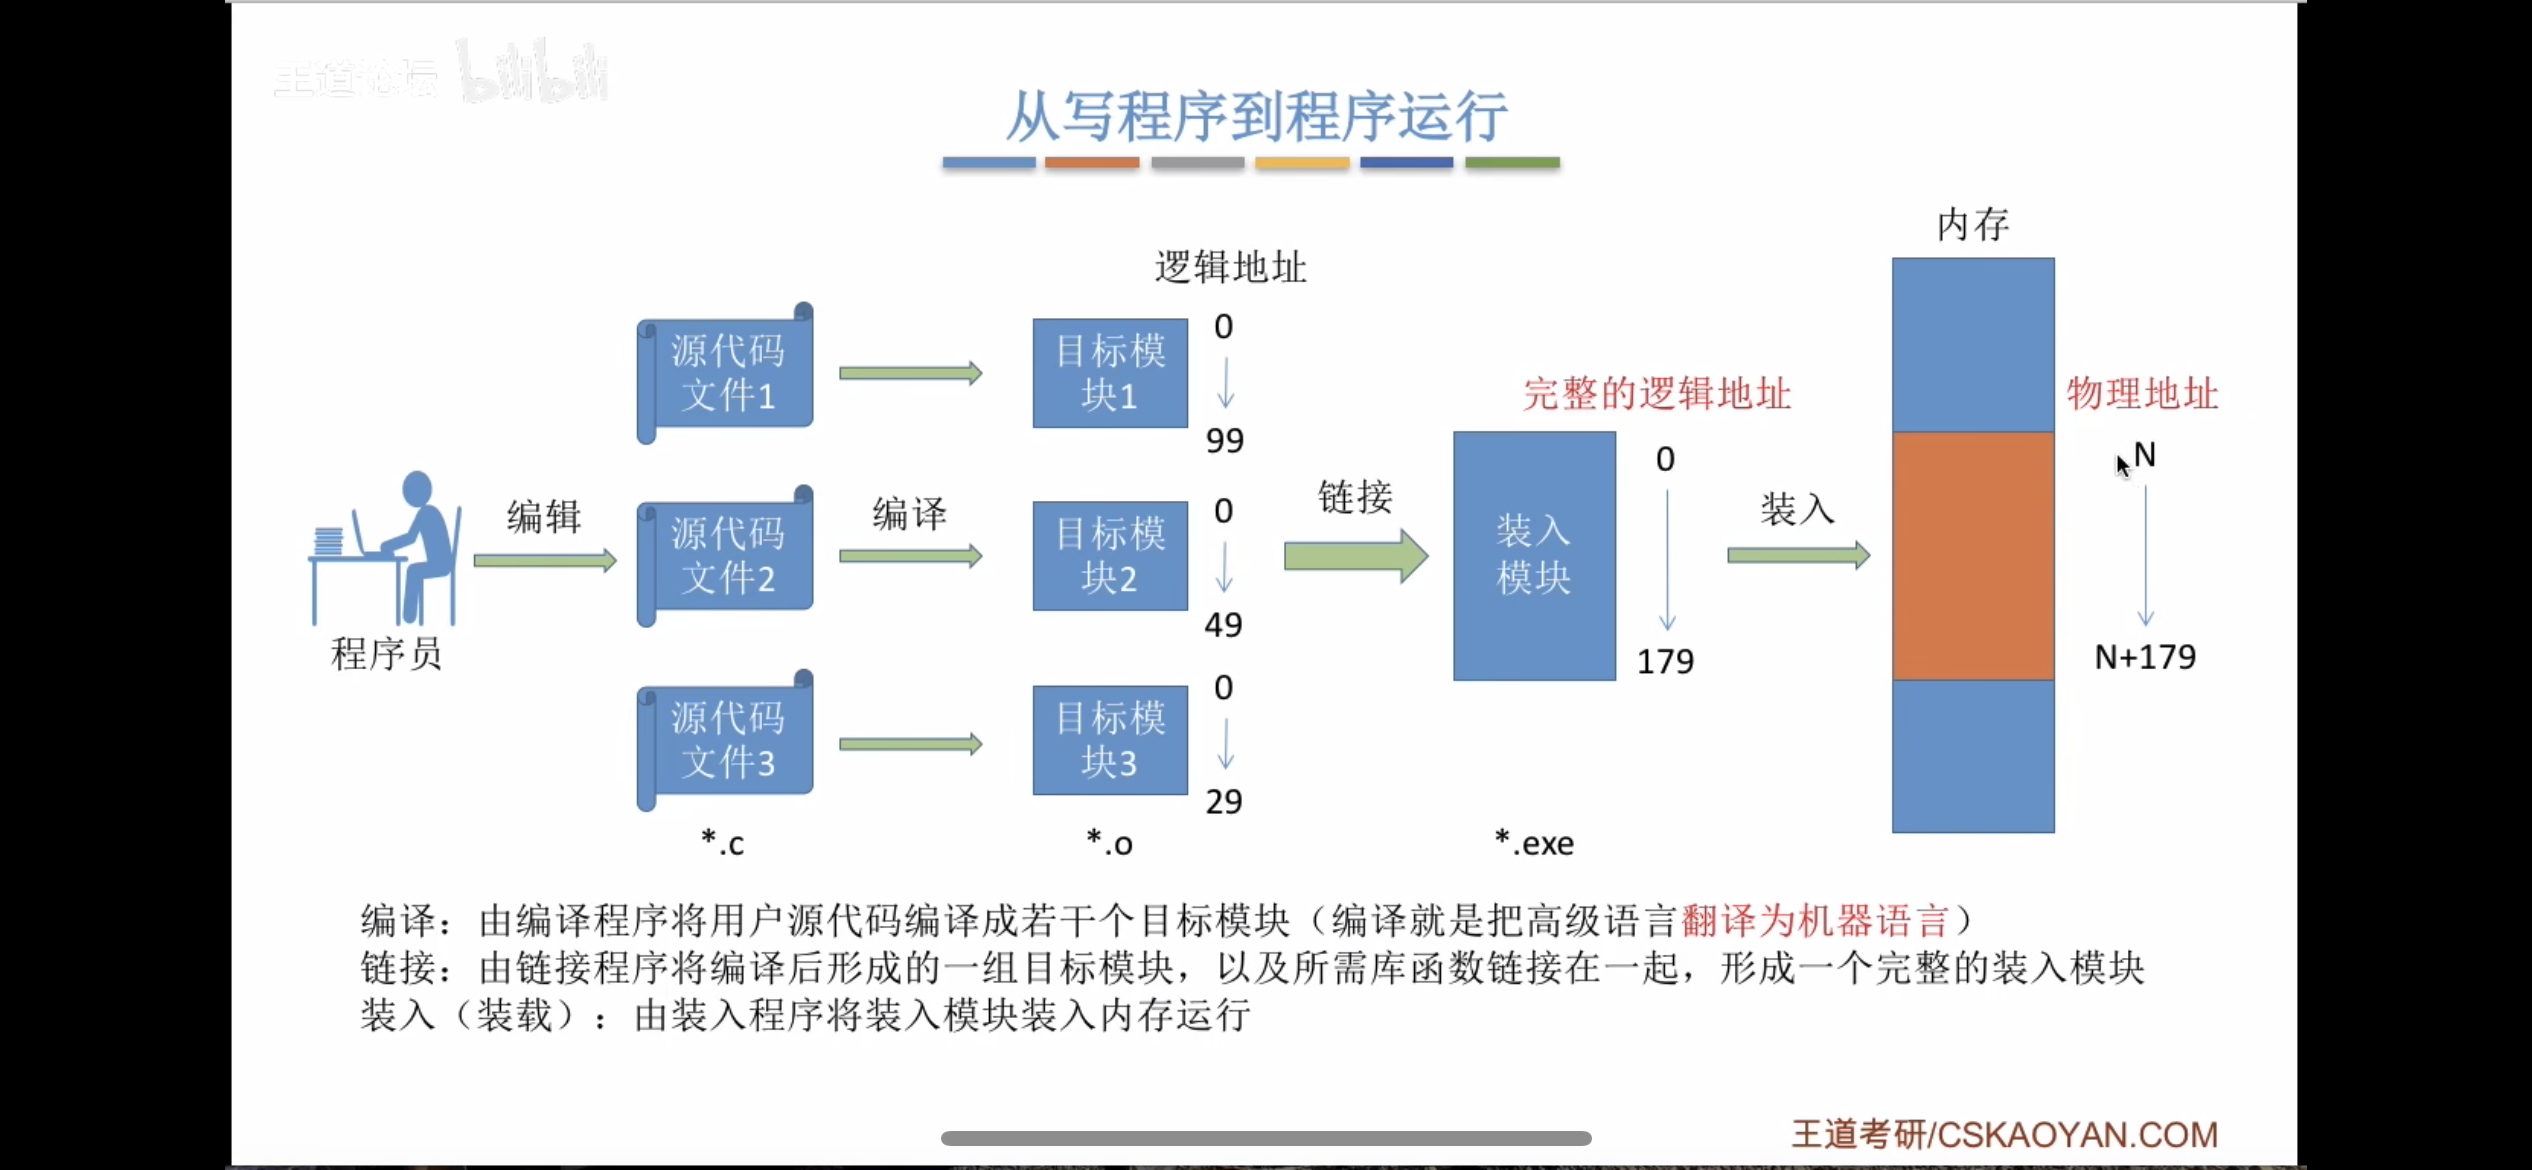 王道论坛 bilibili
从写程序到程序运行
内存
逻辑地址
0
源代码
文件1
目标模
块1
99
完整的逻辑地址
物理地址
0
N
编辑
源代码
文件2
编译
目标模
块2
0
49
链接
装入
模块
装入
179
N+179
程序员
源代码
文件3
目标模
块3
0
29
*.c
*.o
*.exe
编译：由编译程序将用户源代码编译成若干个目标模块（编译就是把高级语言翻译为机器语言）
链接：由链接程序将编译后形成的一组目标模块，以及所需库函数链接在一起，形成一个完整的装入模块
装入（装载）：由装入程序将装入模块装入内存运行
王道考研/CSKAOYAN.COM